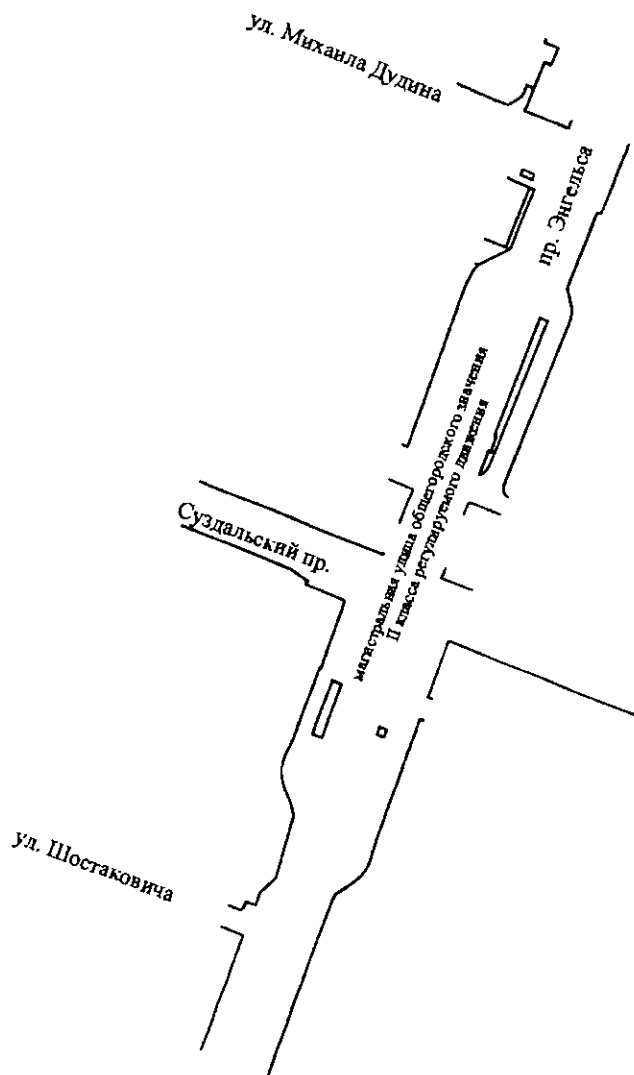 ул. Михаила Дудина
пр. Энгельса
магистральная улица общегородского значения
II класса регулируемого движения
Суздальский пр.
ул. Шостаковича